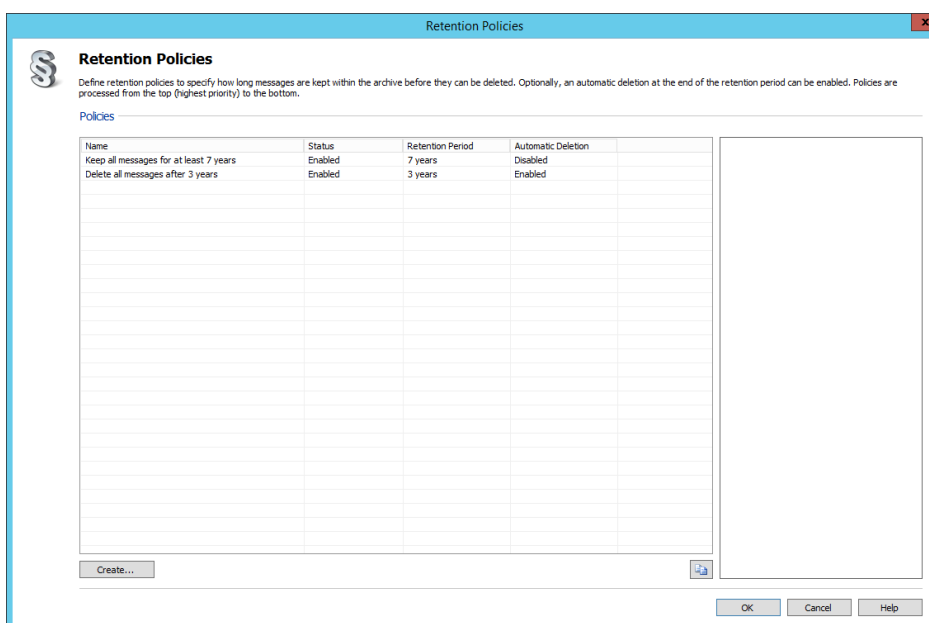 Retention Policies
x
Retention Policies
Define retention policies to specify how long messages are kept within the archive before they can be deleted. Optionally, an automatic deletion at the end of the retention period can be enabled. Policies are
processed from the top (highest priority) to the bottom.
Policies
Name Status Retention Period Automatic Deletion
Keep all messages for at least 7 years Enabled 7 years Disabled
Delete all messages after 3 years Enabled 3 years Enabled
Create...
OK Cancel Help